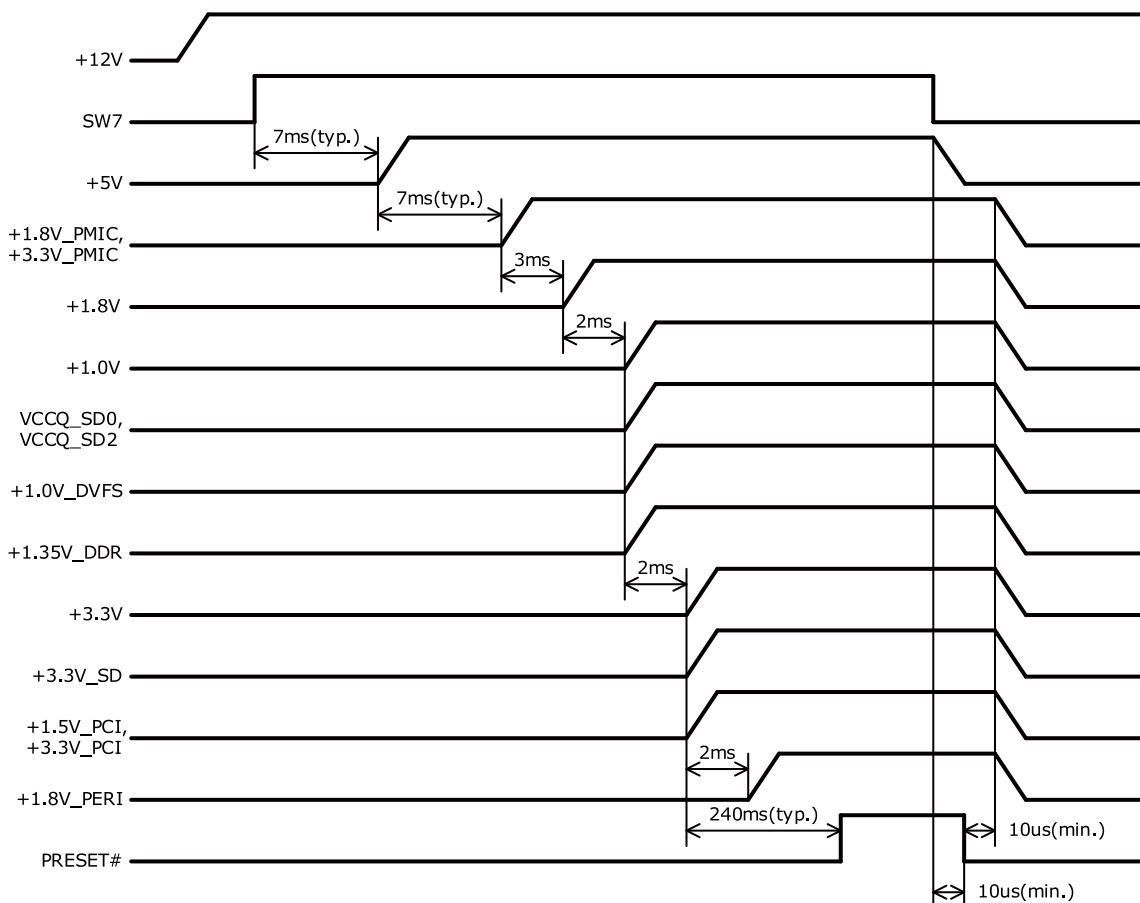 +12V
SW7
7ms(typ.)
+5V
7ms(typ.)
+1.8V_PMIC,
+3.3V_PMIC
3ms
+1.8V
2ms
+1.0V
VCCQ_SD0,
VCCQ_SD2
+1.0V_DVFS
+1.35V_DDR
2ms
+3.3V
+3.3V_SD
+1.5V_PCI,
+3.3V_PCI
2ms
+1.8V_PERI
240ms(typ.)
10us(min.)
PRESET#
10us(min.)